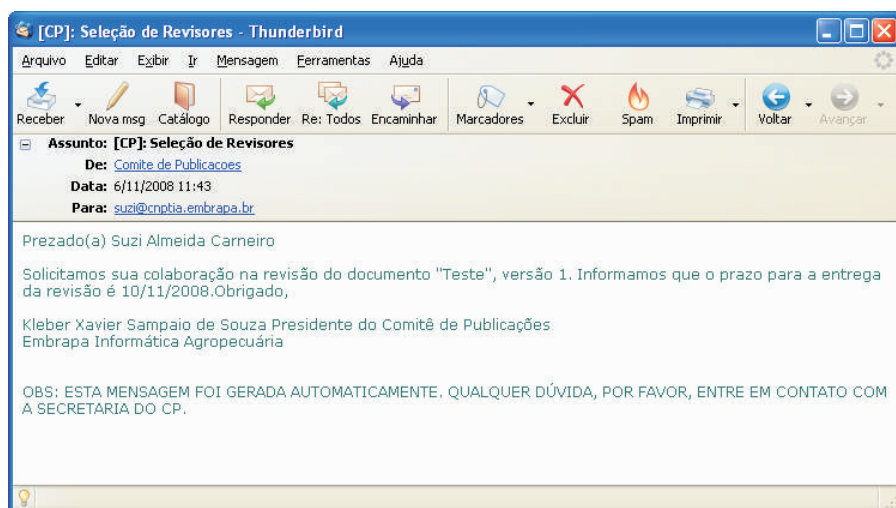 [CP]: Seleção de Revisores - Thunderbird
Arquivo Editar Exibir Ir Mensagem Ferramentas Ajuda
Receber Nova msg Catálogo Responder Re: Todos Encaminhar Marcadores Excluir Spam Imprimir Voltar Avançar
Assunto: [CP]: Seleção de Revisores
De: Comite de Publicacoes
Data: 6/11/2008 11:43
Para: suzi@cnptia.embrapa.br
Prezado(a) Suzi Almeida Carneiro
Solicitamos sua colaboração na revisão do documento "Teste", versão 1. Informamos que o prazo para a entrega
da revisão é 10/11/2008.Obrigado,
Kleber Xavier Sampaio de Souza Presidente do Comitê de Publicações
Embrapa Informática Agropecuária
OBS: ESTA MENSAGEM FOI GERADA AUTOMATICAMENTE. QUALQUER DÚVIDA, POR FAVOR, ENTRE EM CONTATO COM
A SECRETARIA DO CP.